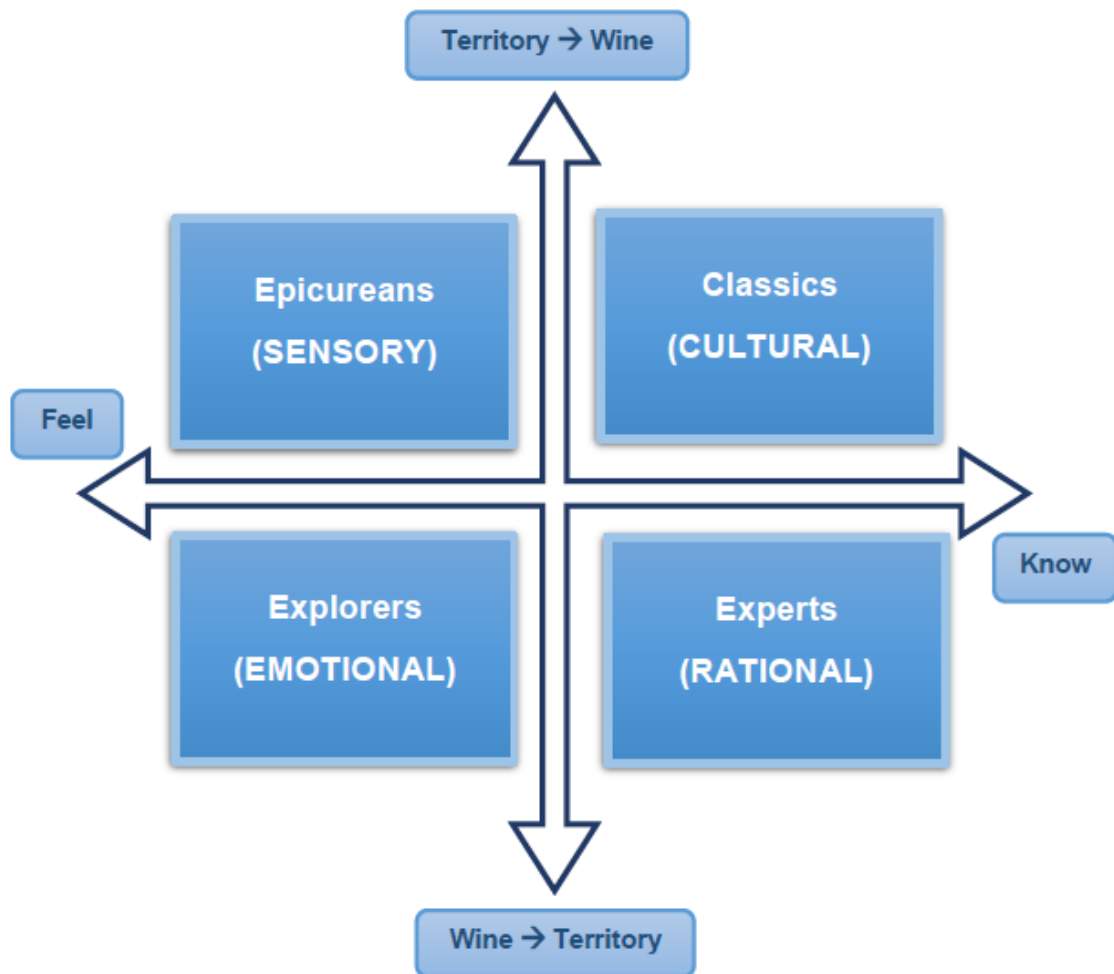 Territory → Wine
Epicureans
(SENSORY)
Classics
(CULTURAL)
Feel
Know
Explorers
(EMOTIONAL)
Experts
(RATIONAL)
Wine → Territory